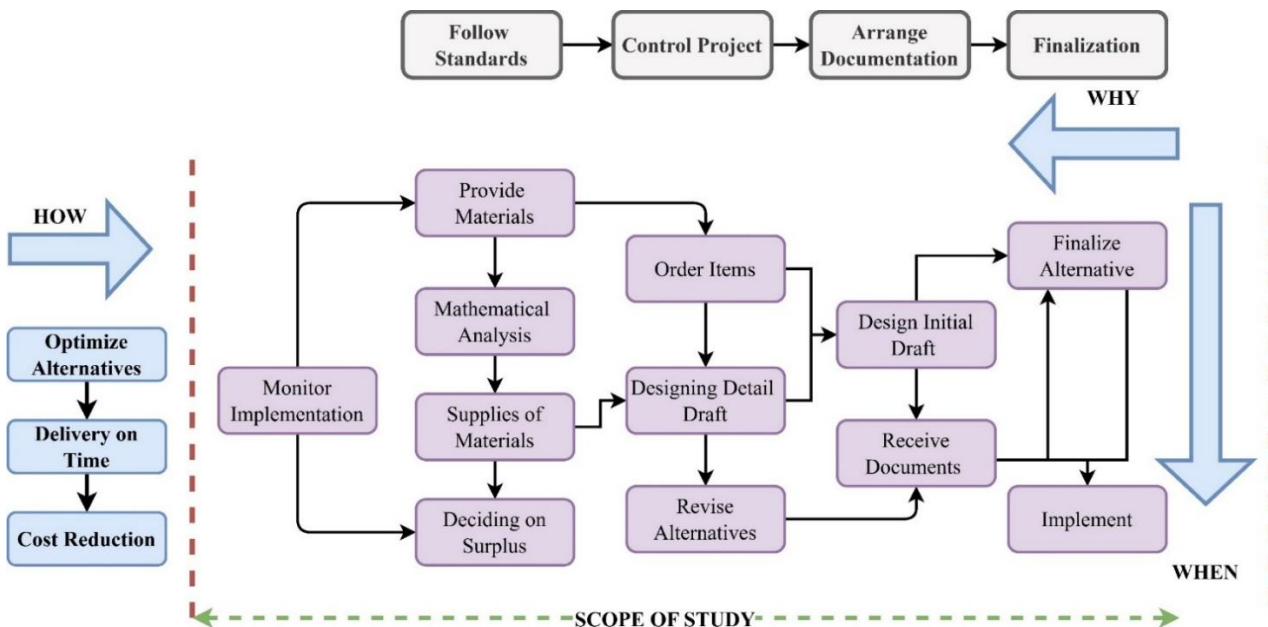 Follow
Standards
Control Project
Arrange
Documentation
Finalization
WHY
HOW
Provide
Materials
Order Items
Finalize
Alternative
Mathematical
Analysis
Design Initial
Draft
Optimize
Alternatives
Monitor
Implementation
Supplies of
Materials
Designing Detail
Draft
Delivery on
Time
Receive
Documents
Cost Reduction
Deciding on
Surplus
Revise
Alternatives
Implement
WHEN
SCOPE OF STUDY